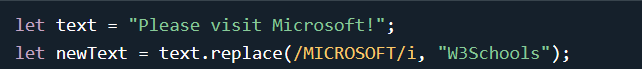 let text = "Please visit Microsoft!";
let newText = text.replace(/MICROSOFT/i, "W3Schools");